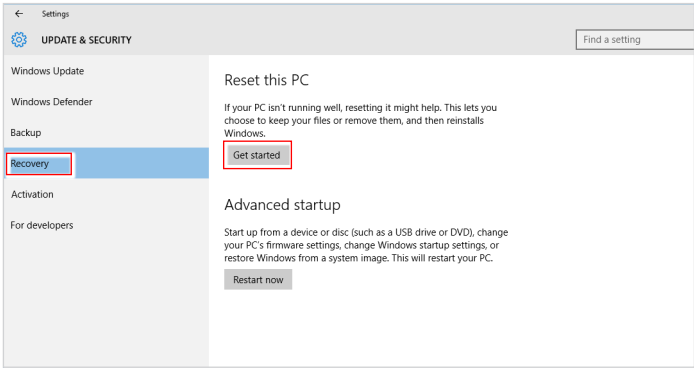 Settings
UPDATE & SECURITY
Find a setting
Windows Update
Windows Defender
Backup
Recovery
Activation
For developers
Reset this PC
If your PC isn't running well, resetting it might help. This lets you
choose to keep your files or remove them, and then reinstalls
Windows.
Get started
Advanced startup
Start up from a device or disc (such as a USB drive or DVD), change
your PC's firmware settings, change Windows startup settings, or
restore Windows from a system image. This will restart your PC.
Restart now